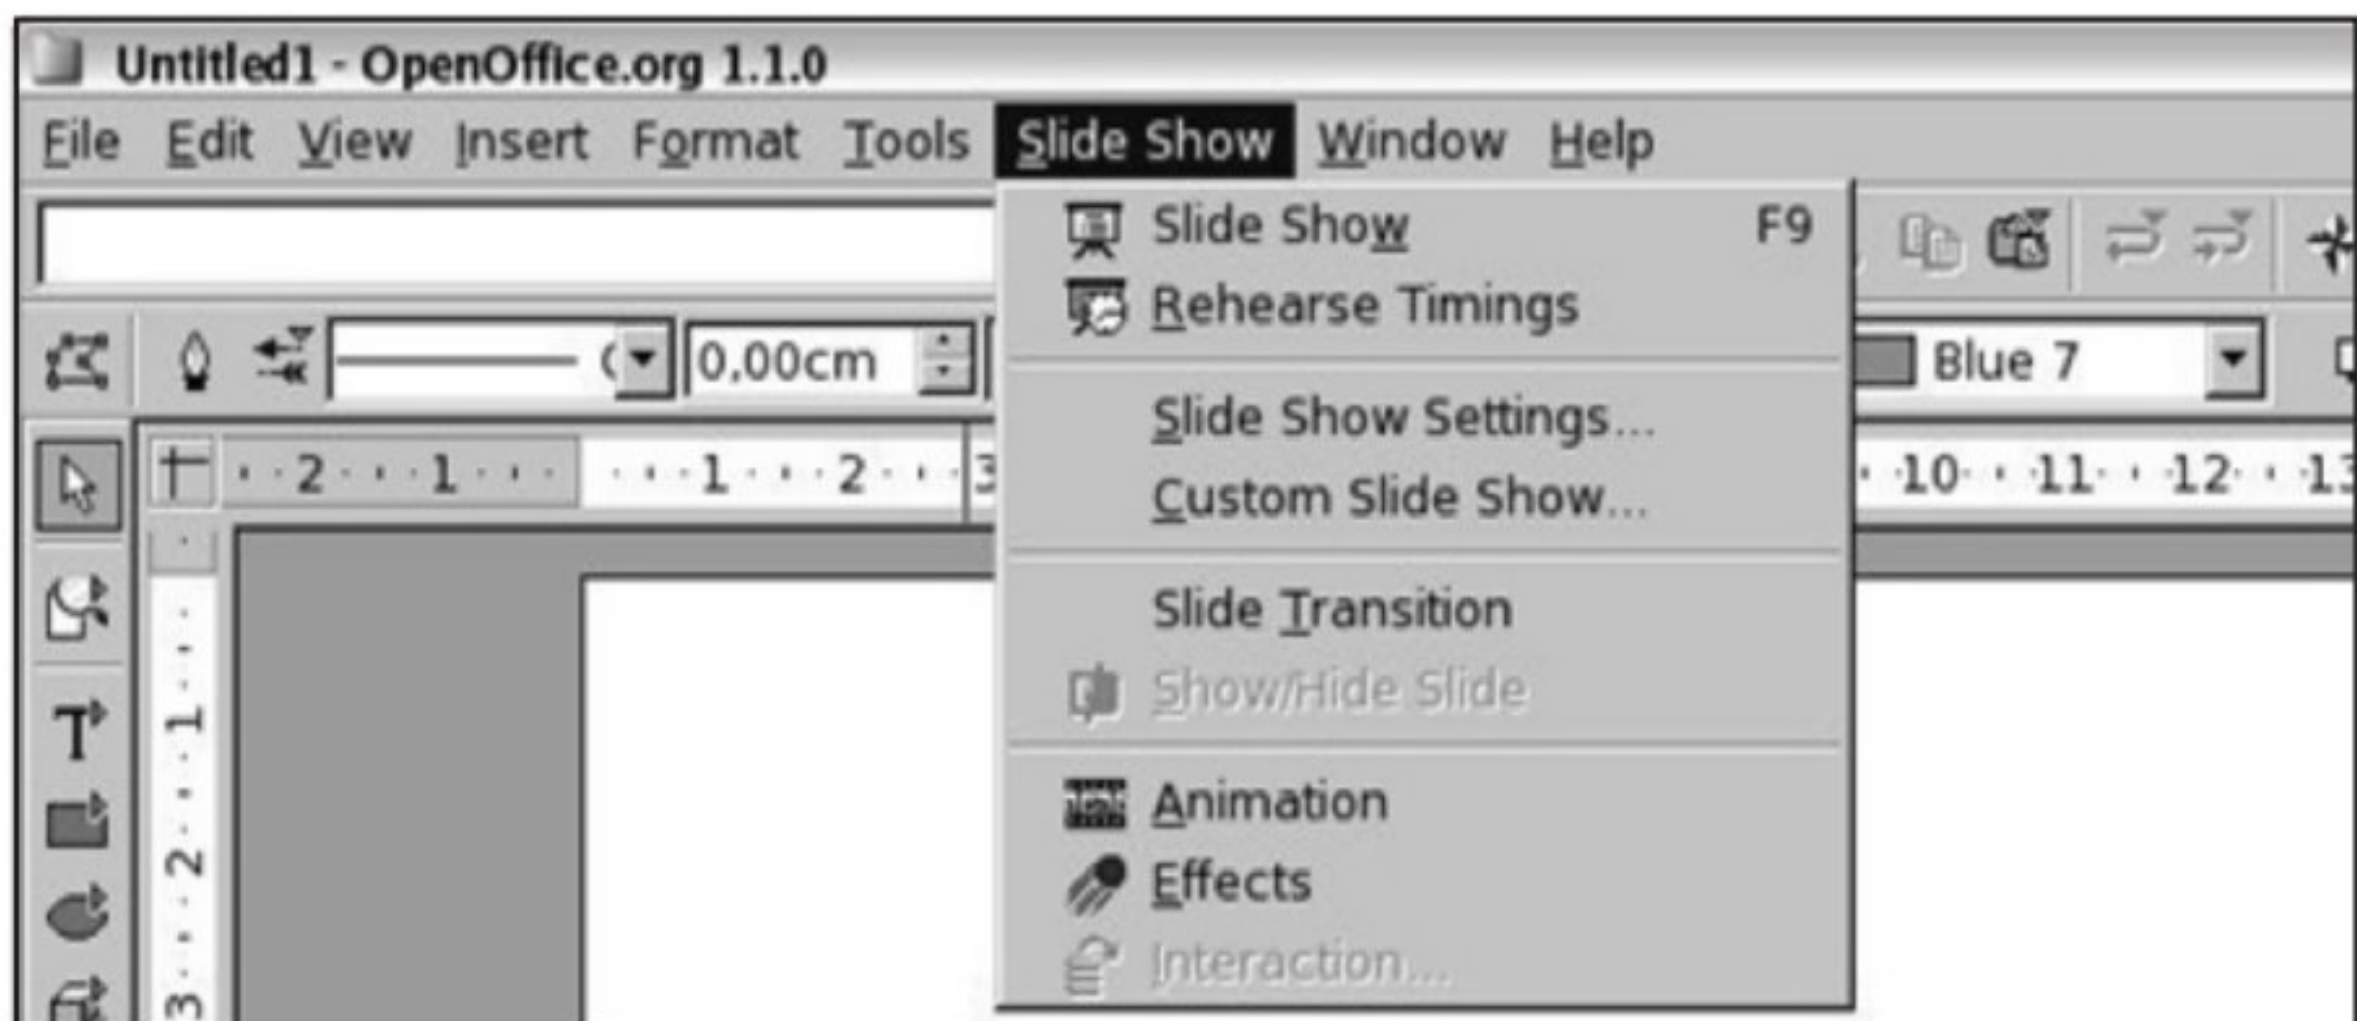 Untitled1 - OpenOffice.org 1.1.0
File Edit View Insert Format Tools Slide Show Window Help
Slide Show F9
Rehearse Timings
0,00cm
Blue 7
Slide Show Settings...
Custom Slide Show...
2 1 1 2 3 10 11 12 13
Slide Transition
Show/Hide Slide
1
Animation
2
Effects
Interaction...
3